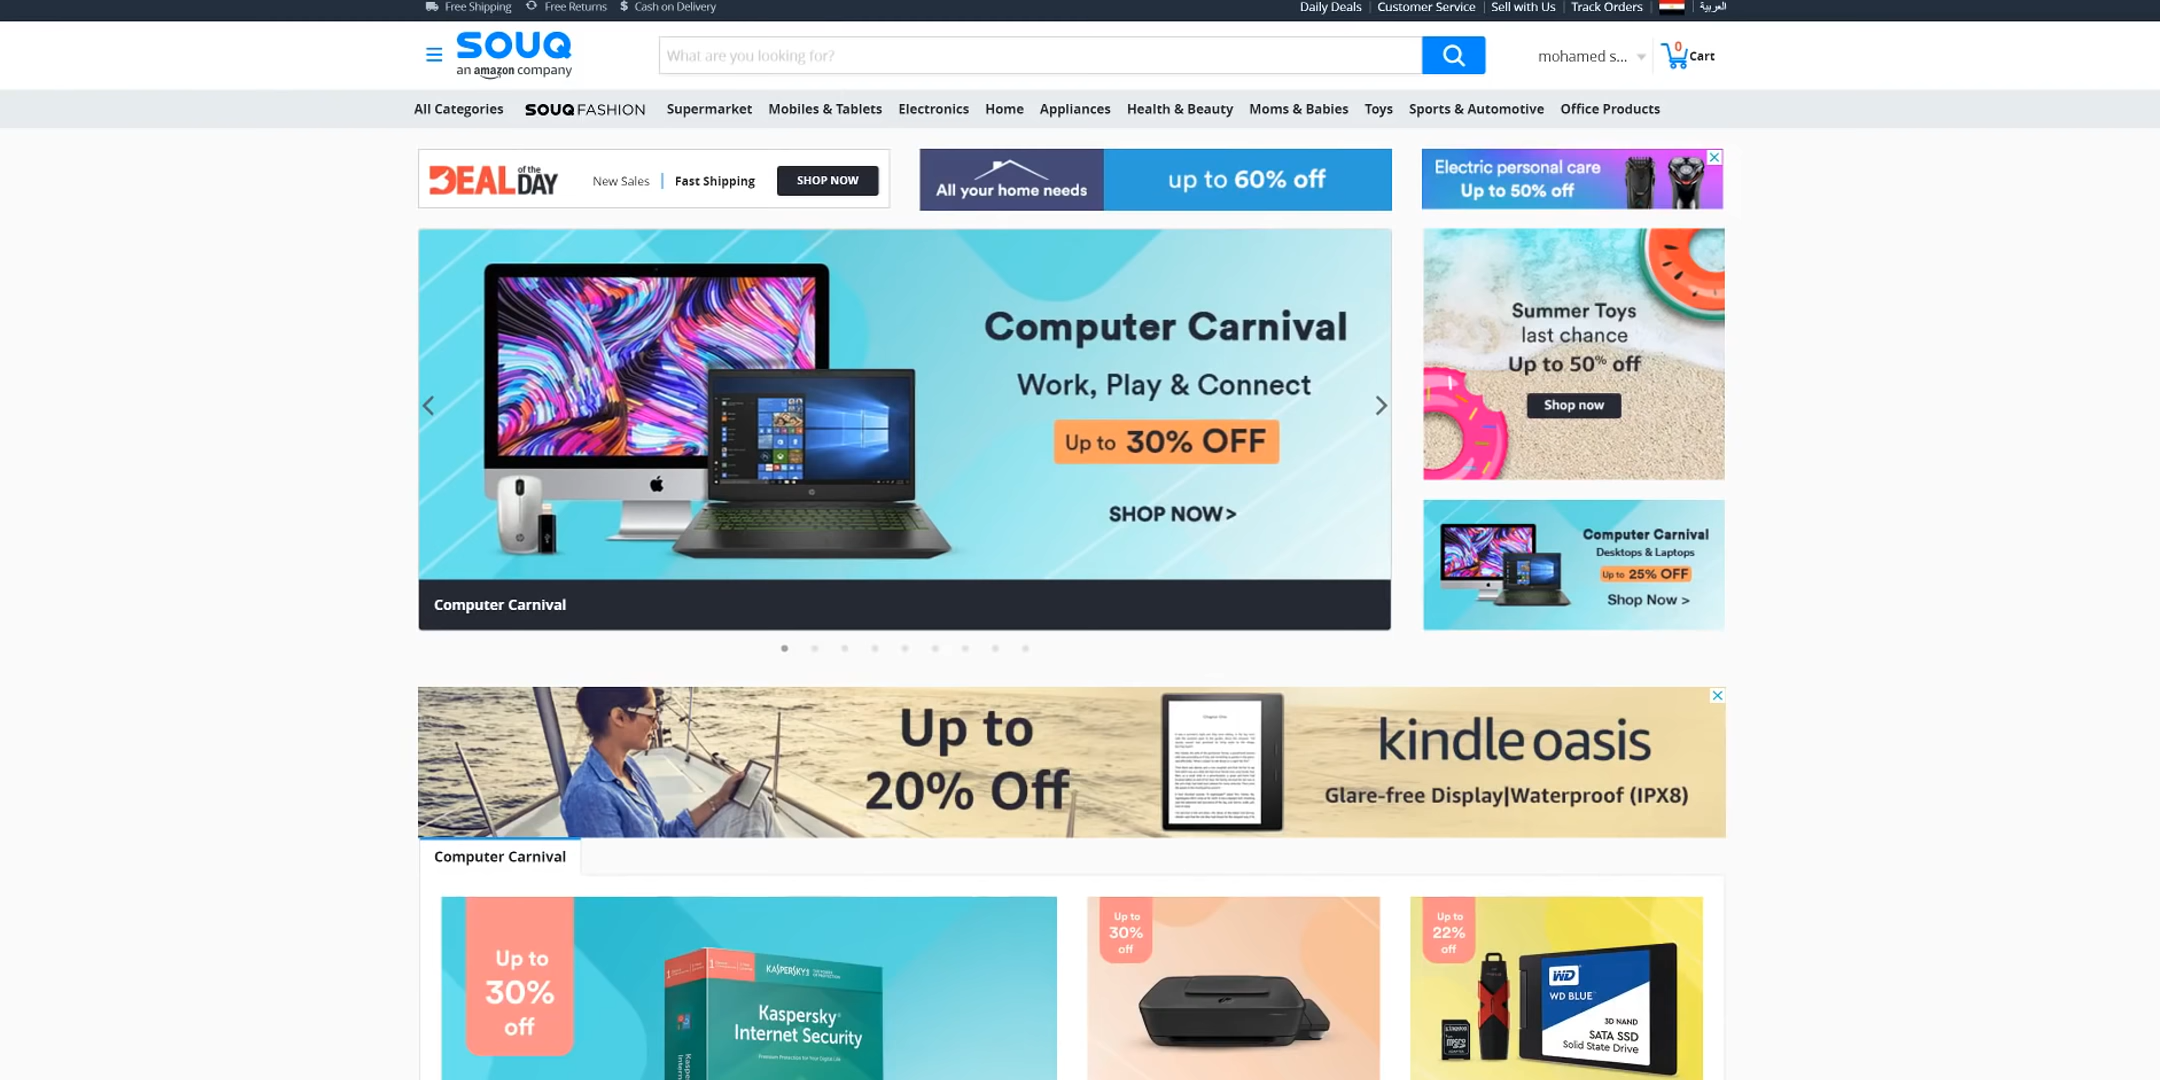 Free Shipping
Free Returns
$ Cash on Delivery
Daily Deals
Customer Service
Sell with Us
Track Orders
العربية
SOUQ
an amazon company
What are you looking for?
mohamed s...
0
Cart
All Categories
SOUQ FASHION
Supermarket
Mobiles & Tablets
Electronics
Home
Appliances
Health & Beauty
Moms & Babies
Toys
Sports & Automotive
Office Products
DEAL of the DAY
New Sales
Fast Shipping
SHOP NOW
All your home needs
up to 60% off
Electric personal care
Up to 50% off
Computer Carnival
Work, Play & Connect
Up to 30% OFF
SHOP NOW>
Computer Carnival
Summer Toys
last chance
Up to 50% off
Shop now
Computer Carnival
Desktops & Laptops
Up to 25% OFF
Shop Now >
Up to
20% Off
kindle oasis
Glare-free Display|Waterproof (IPX8)
Computer Carnival
Up to
30%
off
KASPERSKY
Kaspersky
Internet Security
Up to
30%
off
Up to
22%
off
WD
WD BLUE
3D NAND
SATA SSD
Solid State Drive